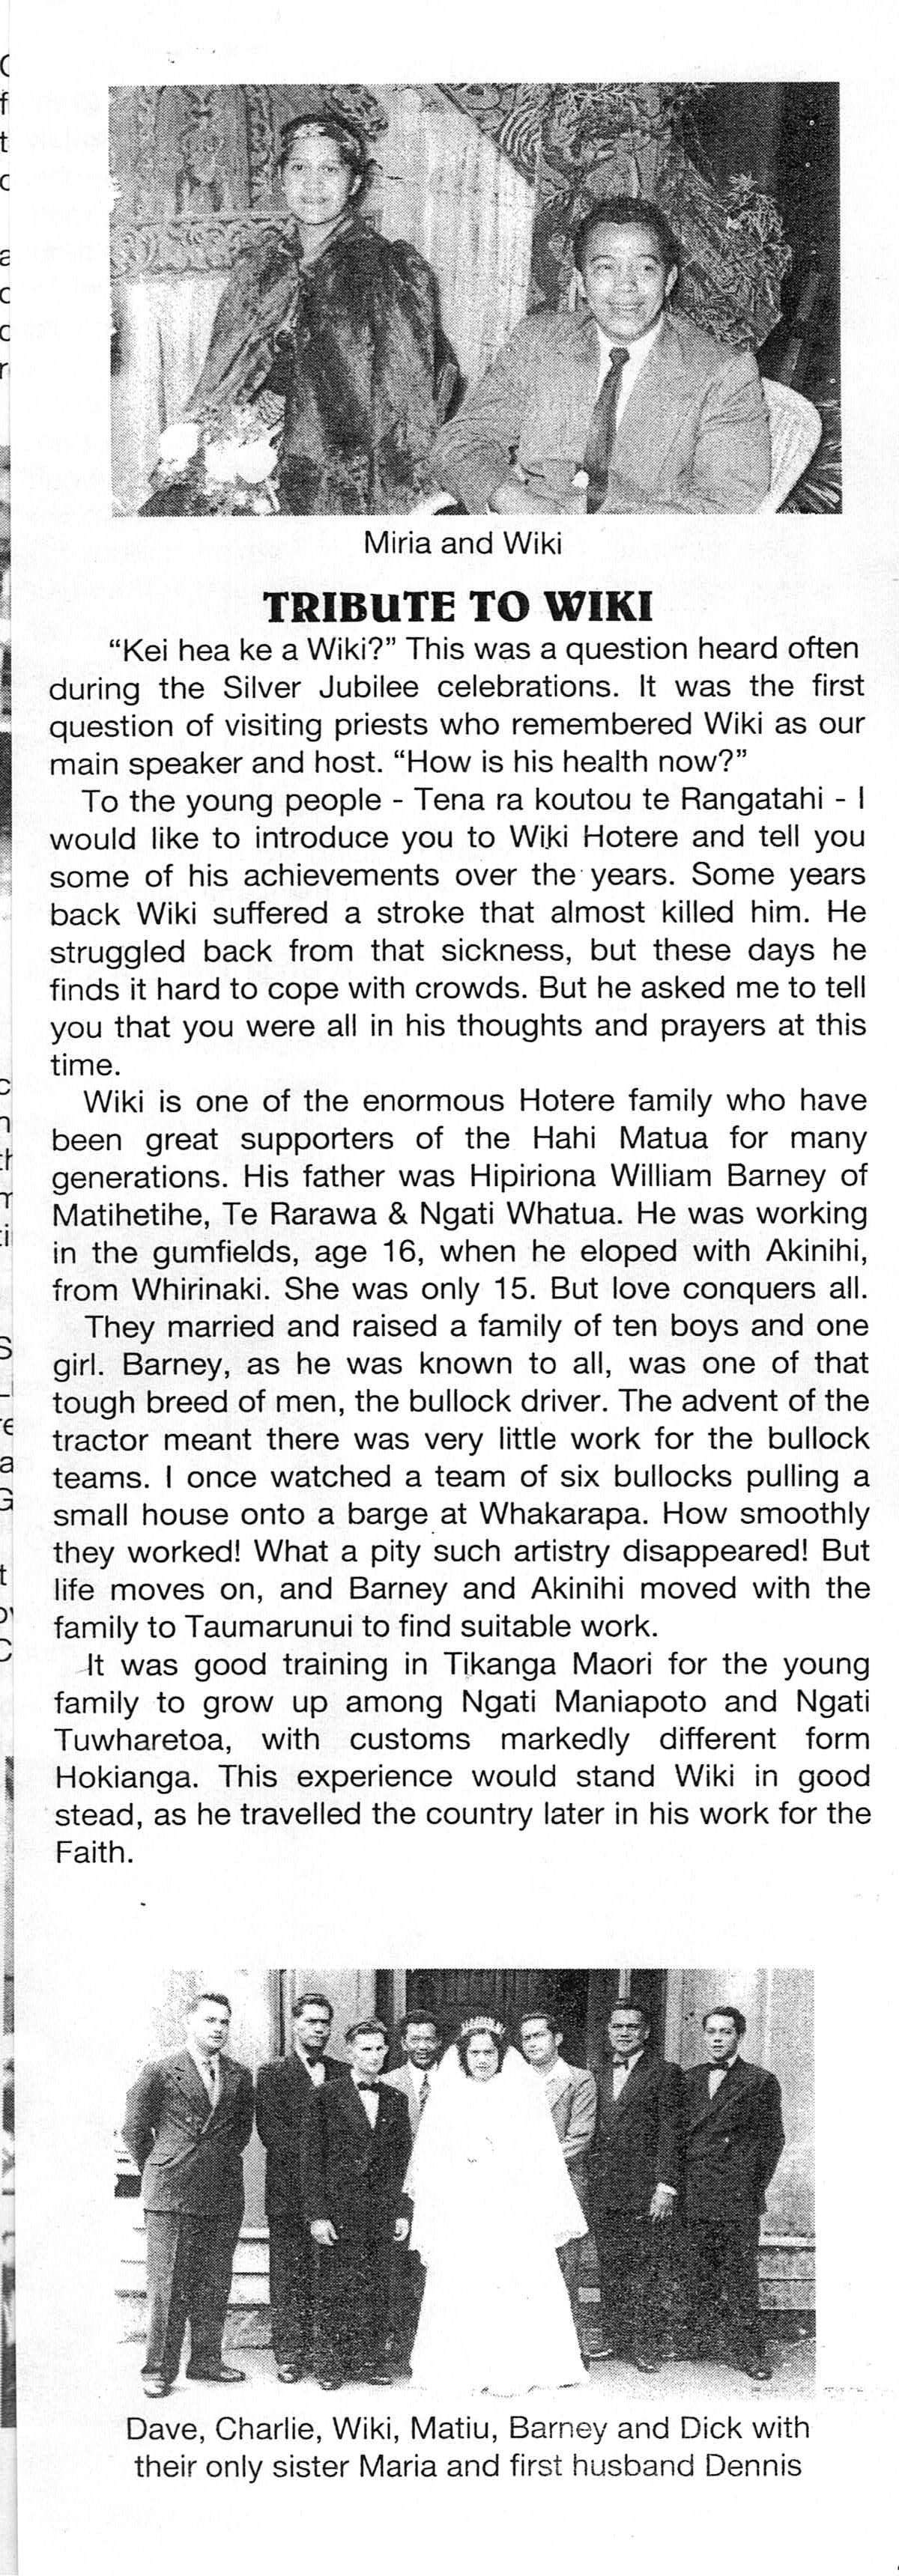 Miria and Wiki
TRIBUTE TO WIKI
“Kei hea ke a Wiki?” This was a question heard often
during the Silver Jubilee celebrations. It was the first
question of visiting priests who remembered Wiki as our
main speaker and host. “How is his health now?”
To the young people - Tena ra koutou te Rangatahi - I
would like to introduce you to Wiki Hotere and tell you
some of his achievements over the years. Some years
back Wiki suffered a stroke that almost killed him. He
struggled back from that sickness, but these days he
finds it hard to cope with crowds. But he asked me to tell
you that you were all in his thoughts and prayers at this
time.
Wiki is one of the enormous Hotere family who have
been great supporters of the Hahi Matua for many
generations. His father was Hipiriona William Barney of
Matihetihe, Te Rarawa & Ngati Whatua. He was working
in the gumfields, age 16, when he eloped with Akinihi,
from Whirinaki. She was only 15. But love conquers all.
They married and raised a family of ten boys and one
girl. Barney, as he was known to all, was one of that
tough breed of men, the bullock driver. The advent of the
tractor meant there was very little work for the bullock
teams. I once watched a team of six bullocks pulling a
small house onto a barge at Whakarapa. How smoothly
they worked! What a pity such artistry disappeared! But
life moves on, and Barney and Akinihi moved with the
family to Taumarunui to find suitable work.
It was good training in Tikanga Maori for the young
family to grow up among Ngati Maniapoto and Ngati
Tuwharetoa, with customs markedly different form
Hokianga. This experience would stand Wiki in good
stead, as he travelled the country later in his work for the
Faith.
Dave, Charlie, Wiki, Matiu, Barney and Dick with
their only sister Maria and first husband Dennis